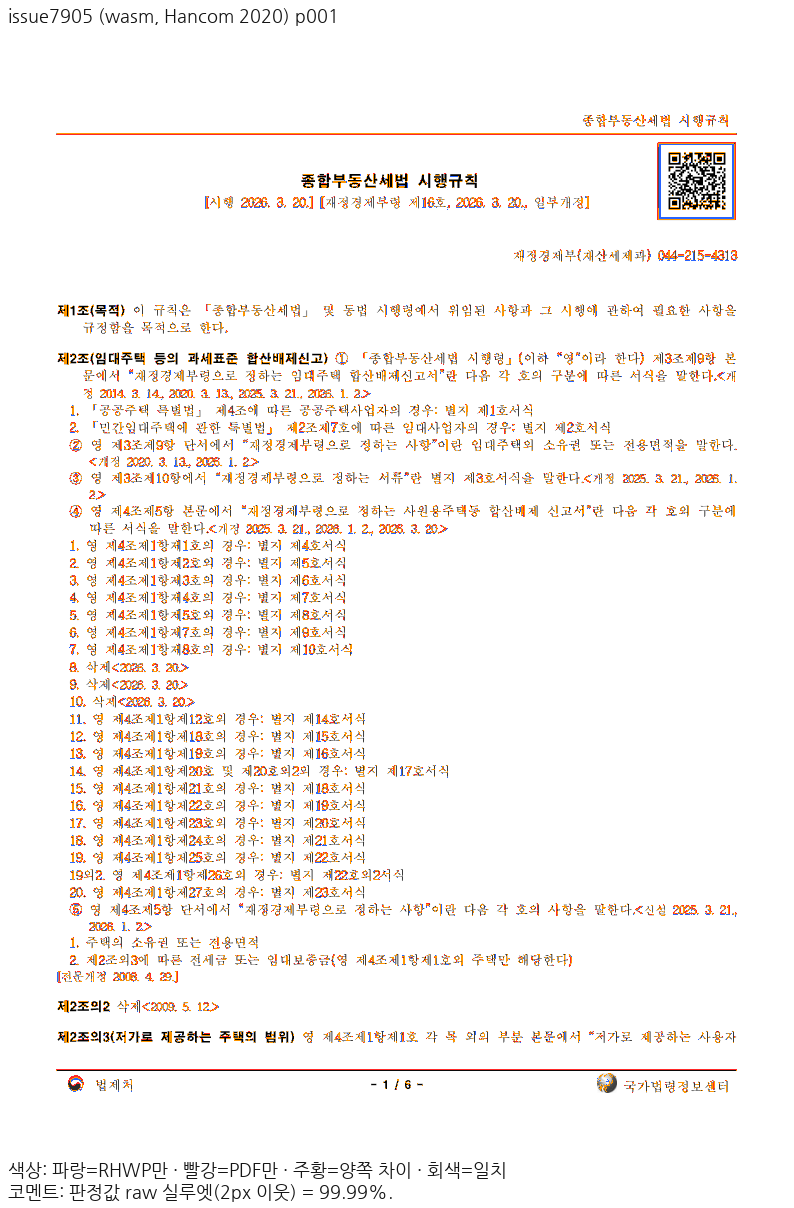 issue7905 (wasm, Hancom 2020) p001
종합부동산세법 시행규칙
종합부동산세법 시행규칙
[시행 2026. 3. 20.] [재정경제부령 제16호, 2026. 3. 20., 일부개정]
재정경제부(재산세제과) 044-215-4313
제1조(목적) 이 규칙은 「종합부동산세법」 및 동법 시행령에서 위임된 사항과 그 시행에 관하여 필요한 사항을
규정함을 목적으로 한다.
제2조(임대주택 등의 과세표준 합산배제신고) ① 「종합부동산세법 시행령」(이하 “영”이라 한다) 제3조제9항 본
문에서 “재정경제부령으로 정하는 임대주택 합산배제신고서”란 다음 각 호의 구분에 따른 서식을 말한다.<개
정 2014. 3. 14., 2020. 3. 13., 2025. 3. 21., 2026. 1. 2.>
1. 「공공주택 특별법」 제4조에 따른 공공주택사업자의 경우: 별지 제1호서식
2. 「민간임대주택에 관한 특별법」 제2조제7호에 따른 임대사업자의 경우: 별지 제2호서식
② 영 제3조제9항 단서에서 “재정경제부령으로 정하는 사항”이란 임대주택의 소유권 또는 전용면적을 말한다.
<개정 2020. 3. 13., 2026. 1. 2.>
③ 영 제3조제10항에서 “재정경제부령으로 정하는 서류”란 별지 제3호서식을 말한다.<개정 2025. 3. 21., 2026. 1.
2.>
④ 영 제4조제5항 본문에서 “재정경제부령으로 정하는 사원용주택등 합산배제 신고서”란 다음 각 호의 구분에
따른 서식을 말한다.<개정 2025. 3. 21., 2026. 1. 2., 2026. 3. 20.>
1. 영 제4조제1항제1호의 경우: 별지 제4호서식
2. 영 제4조제1항제2호의 경우: 별지 제5호서식
3. 영 제4조제1항제3호의 경우: 별지 제6호서식
4. 영 제4조제1항제4호의 경우: 별지 제7호서식
5. 영 제4조제1항제5호의 경우: 별지 제8호서식
6. 영 제4조제1항제7호의 경우: 별지 제9호서식
7. 영 제4조제1항제8호의 경우: 별지 제10호서식
8. 삭제<2026. 3. 20.>
9. 삭제<2026. 3. 20.>
10. 삭제<2026. 3. 20.>
11. 영 제4조제1항제12호의 경우: 별지 제14호서식
12. 영 제4조제1항제18호의 경우: 별지 제15호서식
13. 영 제4조제1항제19호의 경우: 별지 제16호서식
14. 영 제4조제1항제20호 및 제20호의2의 경우: 별지 제17호서식
15. 영 제4조제1항제21호의 경우: 별지 제18호서식
16. 영 제4조제1항제22호의 경우: 별지 제19호서식
17. 영 제4조제1항제23호의 경우: 별지 제20호서식
18. 영 제4조제1항제24호의 경우: 별지 제21호서식
19. 영 제4조제1항제25호의 경우: 별지 제22호서식
19의2. 영 제4조제1항제26호의 경우: 별지 제22호의2서식
20. 영 제4조제1항제27호의 경우: 별지 제23호서식
⑤ 영 제4조제5항 단서에서 “재정경제부령으로 정하는 사항”이란 다음 각 호의 사항을 말한다.<신설 2025. 3. 21.,
2026. 1. 2.>
1. 주택의 소유권 또는 전용면적
2. 제2조의3에 따른 전세금 또는 임대보증금(영 제4조제1항제1호의 주택만 해당한다)
[전문개정 2008. 4. 29.]
제2조의2 삭제<2009. 5. 12.>
제2조의3(저가로 제공하는 주택의 범위) 영 제4조제1항제1호 각 목 외의 부분 본문에서 “저가로 제공하는 사용자
법제처
- 1 / 6 -
국가법령정보센터
색상: 파랑=RHWP만 · 빨강=PDF만 · 주황=양쪽 차이 · 회색=일치
코멘트: 판정값 raw 실루엣(2px 이웃) = 99.99%.